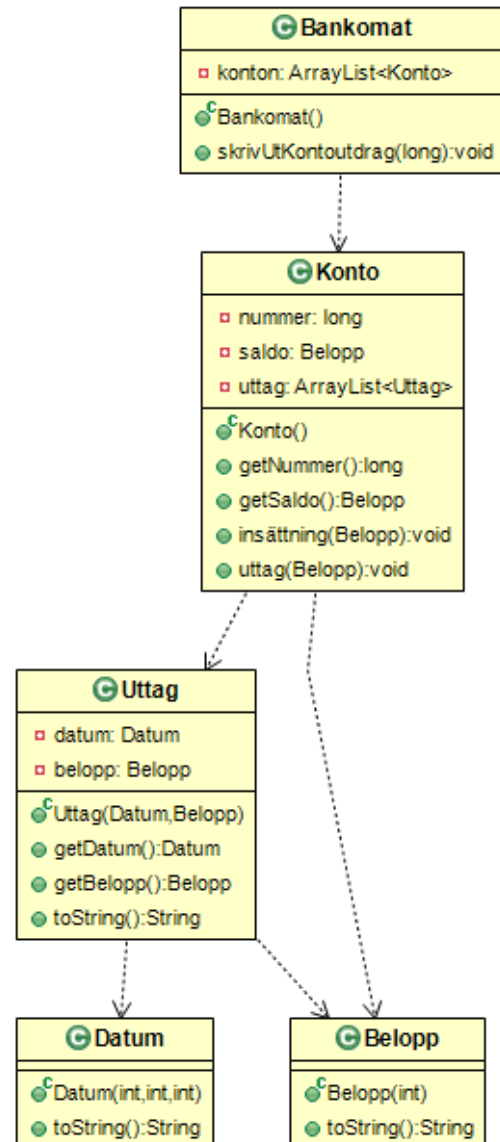 Bankomat
konton: ArrayList<Konto>
Bankomat()
skrivUtKontoutdrag(long):void
Konto
nummer: long
saldo: Belopp
uttag: ArrayList<Uttag>
Konto()
getNummer():long
getSaldo():Belopp
insättning(Belopp):void
uttag(Belopp):void
Uttag
datum: Datum
belopp: Belopp
Uttag(Datum,Belopp)
getDatum():Datum
getBelopp():Belopp
toString():String
Datum
Datum(int,int,int)
toString():String
Belopp
Belopp(int)
toString():String